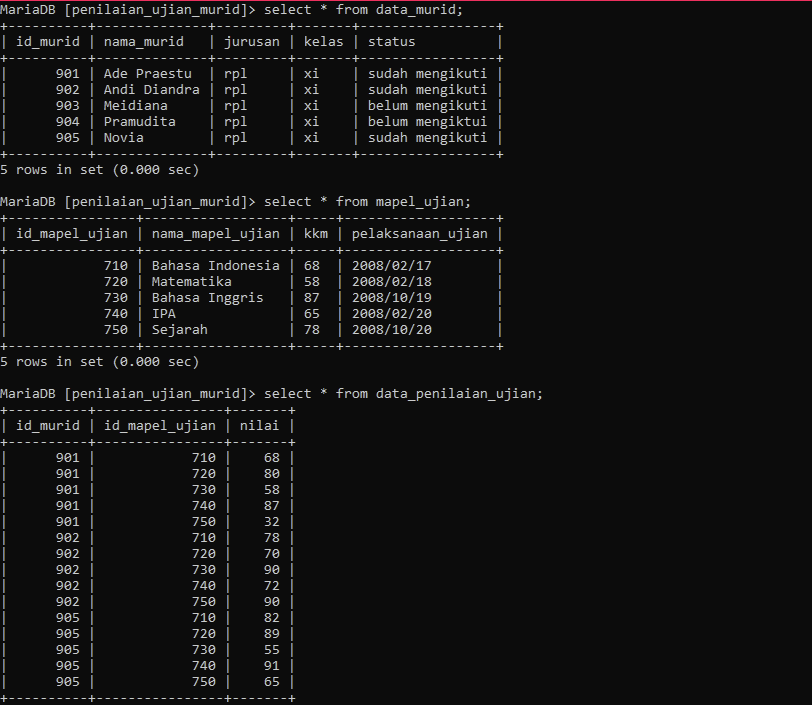 MariaDB [penilaian_ujian_murid]> select * from data_murid;
+----------+--------------+---------+-------+-----------------+
| id_murid | nama_murid   | jurusan | kelas | status          |
+----------+--------------+---------+-------+-----------------+
|      901 | Ade Praestu  | rpl     | xi    | sudah mengikuti |
|      902 | Andi Diandra | rpl     | xi    | sudah mengikuti |
|      903 | Meidiana     | rpl     | xi    | belum mengikuti |
|      904 | Pramudita    | rpl     | xi    | belum mengiktui |
|      905 | Novia        | rpl     | xi    | sudah mengikuti |
+----------+--------------+---------+-------+-----------------+
5 rows in set (0.000 sec)

MariaDB [penilaian_ujian_murid]> select * from mapel_ujian;
+----------------+------------------+-----+-------------------+
| id_mapel_ujian | nama_mapel_ujian | kkm | pelaksanaan_ujian |
+----------------+------------------+-----+-------------------+
|            710 | Bahasa Indonesia | 68  | 2008/02/17        |
|            720 | Matematika       | 58  | 2008/02/18        |
|            730 | Bahasa Inggris   | 87  | 2008/10/19        |
|            740 | IPA              | 65  | 2008/02/20        |
|            750 | Sejarah          | 78  | 2008/10/20        |
+----------------+------------------+-----+-------------------+
5 rows in set (0.000 sec)

MariaDB [penilaian_ujian_murid]> select * from data_penilaian_ujian;
+----------+----------------+-------+
| id_murid | id_mapel_ujian | nilai |
+----------+----------------+-------+
|      901 |            710 |    68 |
|      901 |            720 |    80 |
|      901 |            730 |    58 |
|      901 |            740 |    87 |
|      901 |            750 |    32 |
|      902 |            710 |    78 |
|      902 |            720 |    70 |
|      902 |            730 |    90 |
|      902 |            740 |    72 |
|      902 |            750 |    90 |
|      905 |            710 |    82 |
|      905 |            720 |    89 |
|      905 |            730 |    55 |
|      905 |            740 |    91 |
|      905 |            750 |    65 |
+----------+----------------+-------+